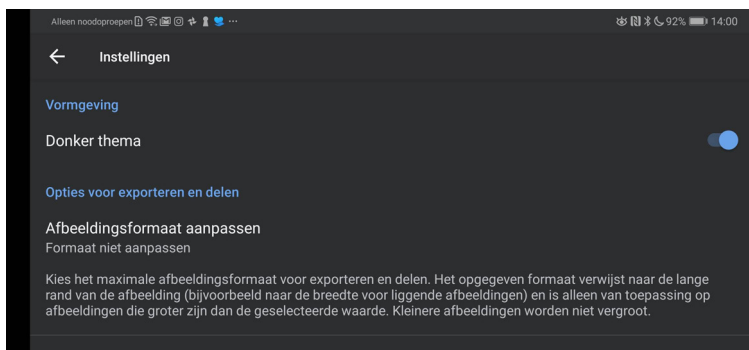 Alleen noodoproepen 92% 14:00
Instellingen
Vormgeving
Donker thema
Opties voor exporteren en delen
Afbeeldingsformaat aanpassen
Formaat niet aanpassen
Kies het maximale afbeeldingsformaat voor exporteren en delen. Het opgegeven formaat verwijst naar de lange
rand van de afbeelding (bijvoorbeeld naar de breedte voor liggende afbeeldingen) en is alleen van toepassing op
afbeeldingen die groter zijn dan de geselecteerde waarde. Kleinere afbeeldingen worden niet vergroot.